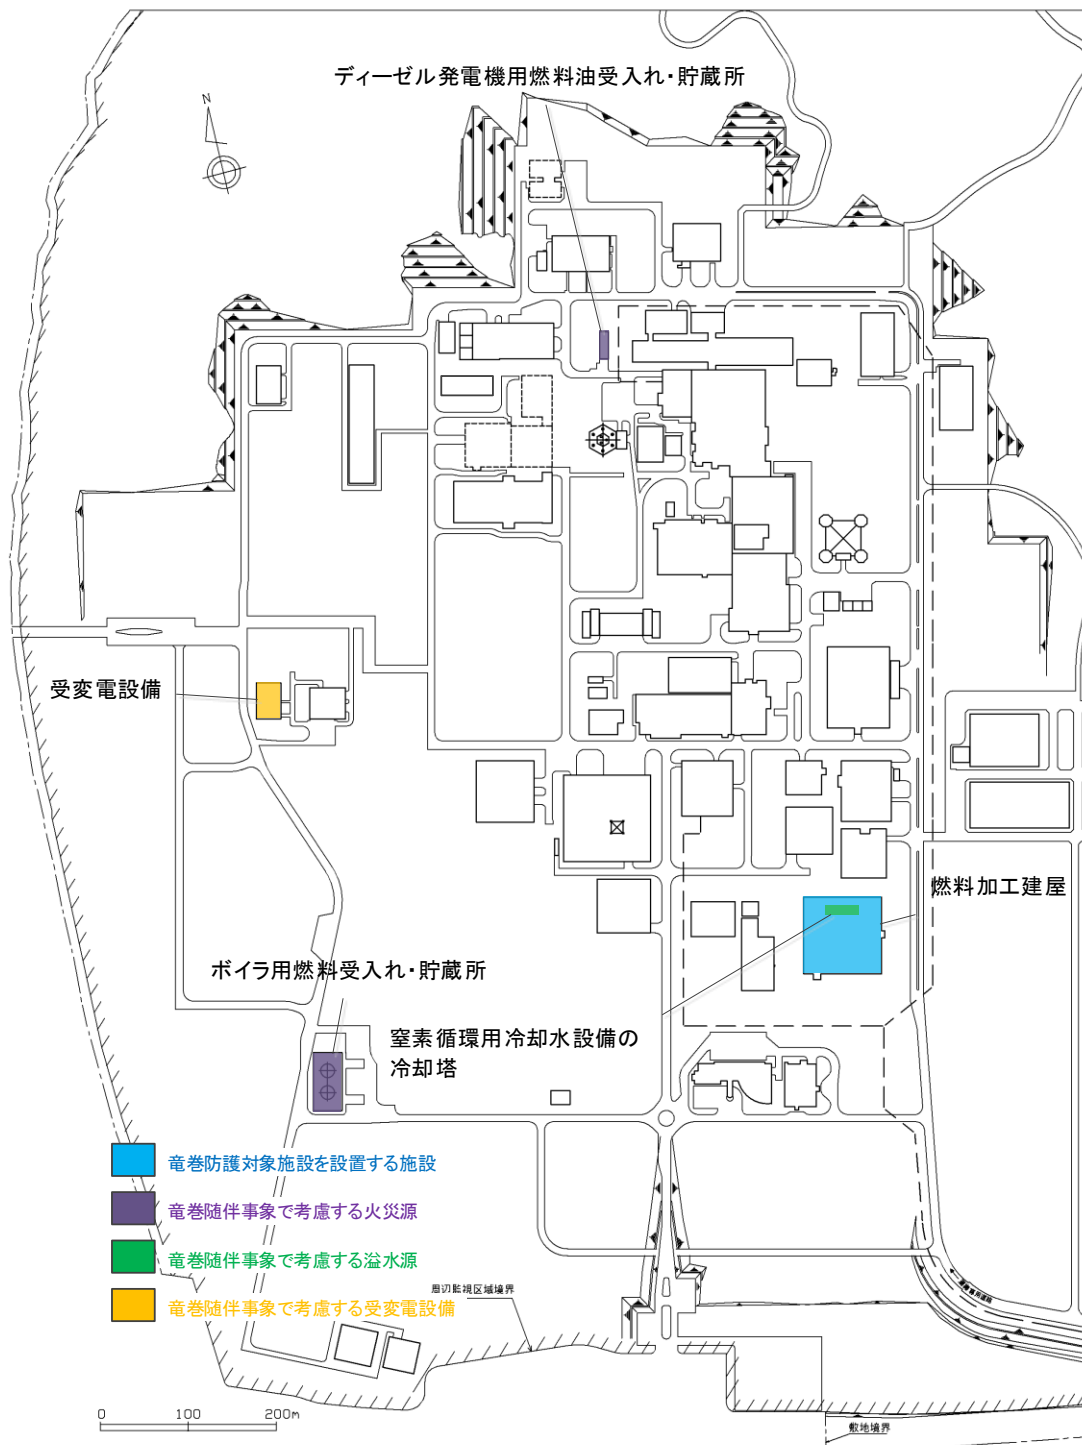 ディーゼル発電機用燃料油受入れ・貯蔵所
N
受変電設備
燃料加工建屋
ボイラ用燃料受入れ・貯蔵所
窒素循環用冷却水設備の
冷却塔
竜巻防護対象施設を設置する施設
竜巻随伴事象で考慮する火災源
竜巻随伴事象で考慮する溢水源
竜巻随伴事象で考慮する受変電設備
周辺監視区域境界
0 100 200m
敷地境界